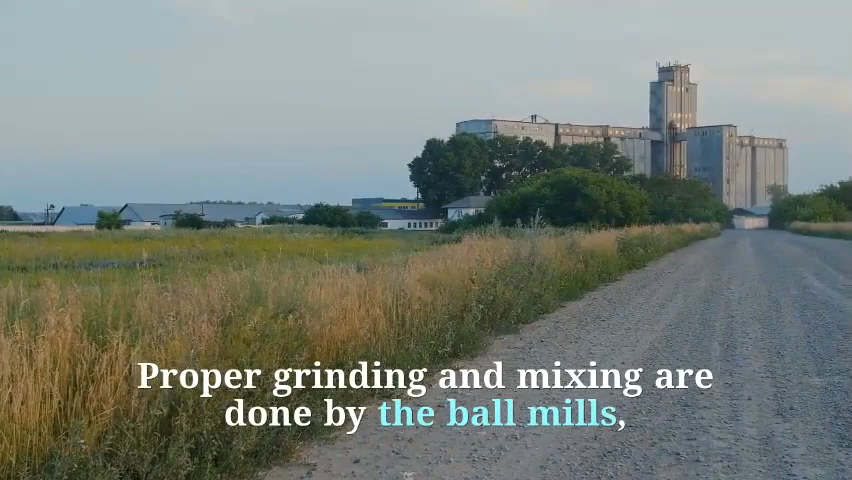 Proper grinding and mixing are
done by the ball mills,